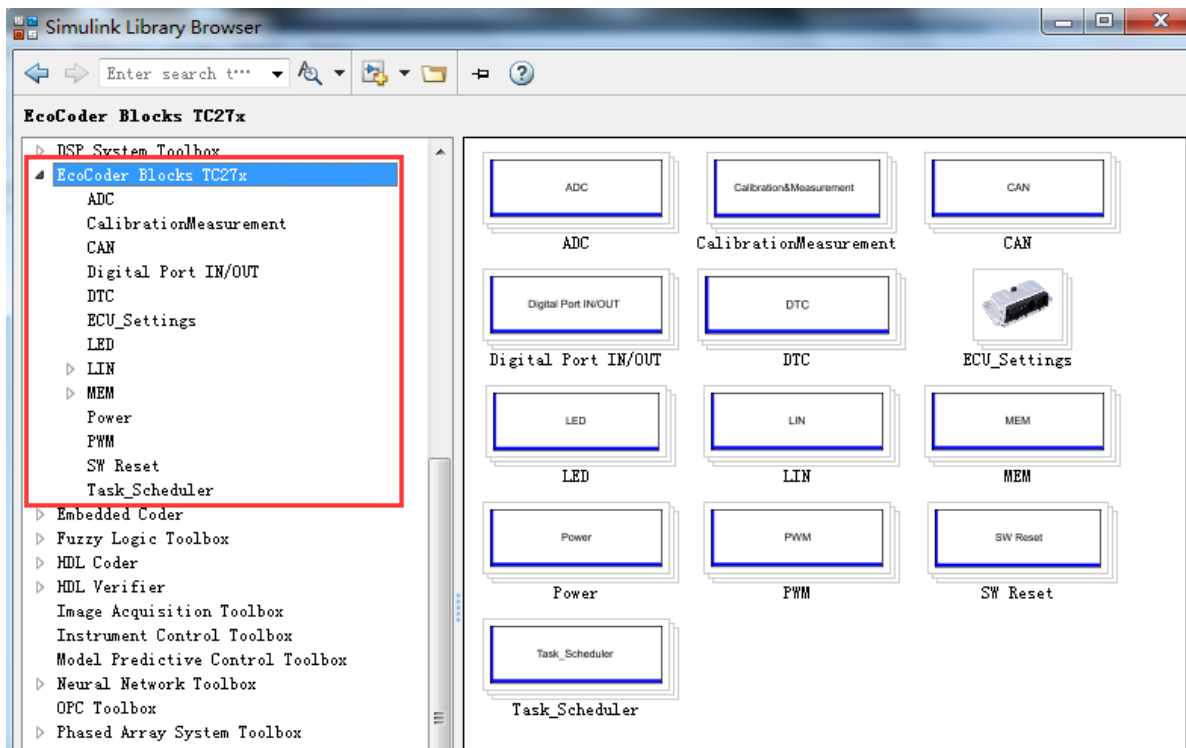 Simulink Library Browser
Enter search t...
EcoCoder Blocks TC27x
DSP System Toolbox
EcoCoder Blocks TC27x
ADC
CalibrationMeasurement
CAN
Digital Port IN/OUT
DTC
ECU_Settings
LED
LIN
MEM
Power
PWM
SW Reset
Task_Scheduler
Embedded Coder
Fuzzy Logic Toolbox
HDL Coder
HDL Verifier
Image Acquisition Toolbox
Instrument Control Toolbox
Model Predictive Control Toolbox
Neural Network Toolbox
OPC Toolbox
Phased Array System Toolbox
ADC Calibration&Measurement CAN
ADC CalibrationMeasurement CAN
Digital Port IN/OUT DTC
Digital Port IN/OUT DTC ECU_Settings
LED LIN MEM
LED LIN MEM
Power PWM SW Reset
Power PWM SW Reset
Task_Scheduler
Task_Scheduler